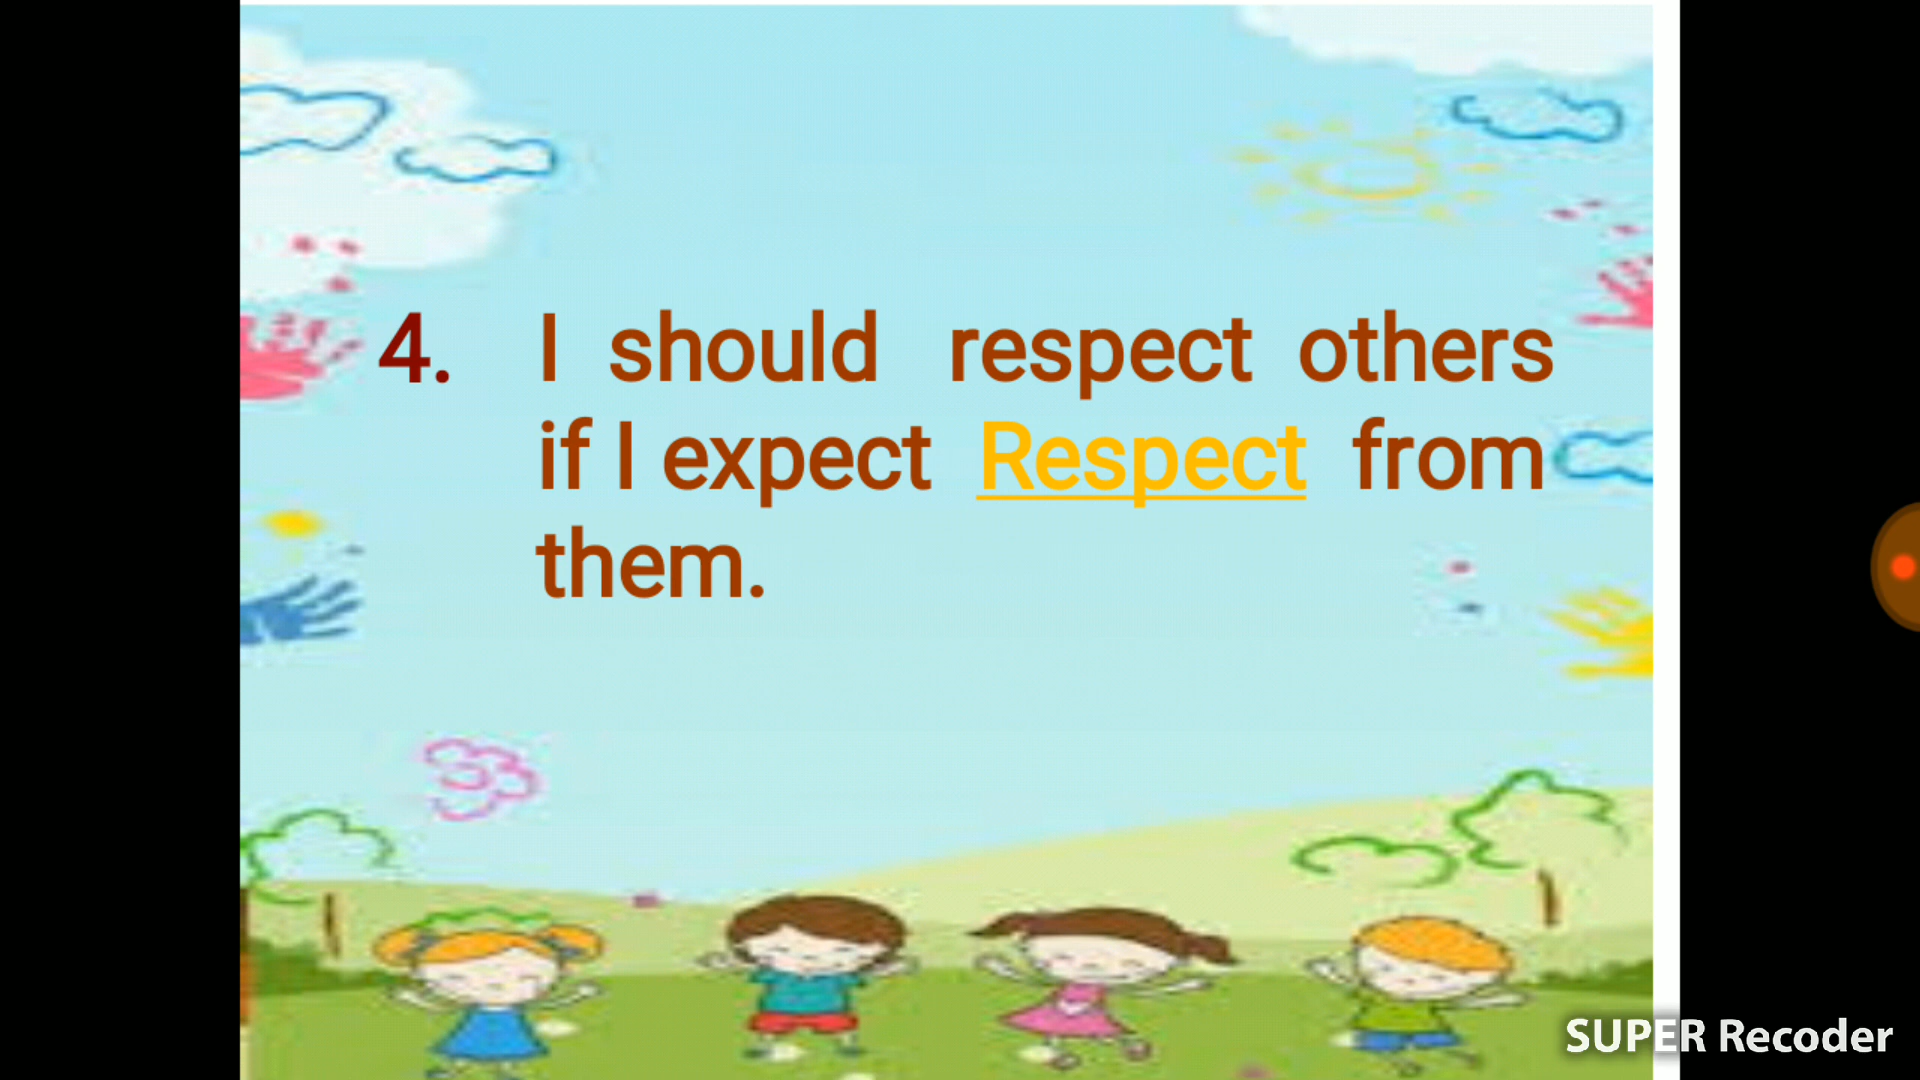 4. I should respect others
if I expect Respect from
them.
SUPER Recoder